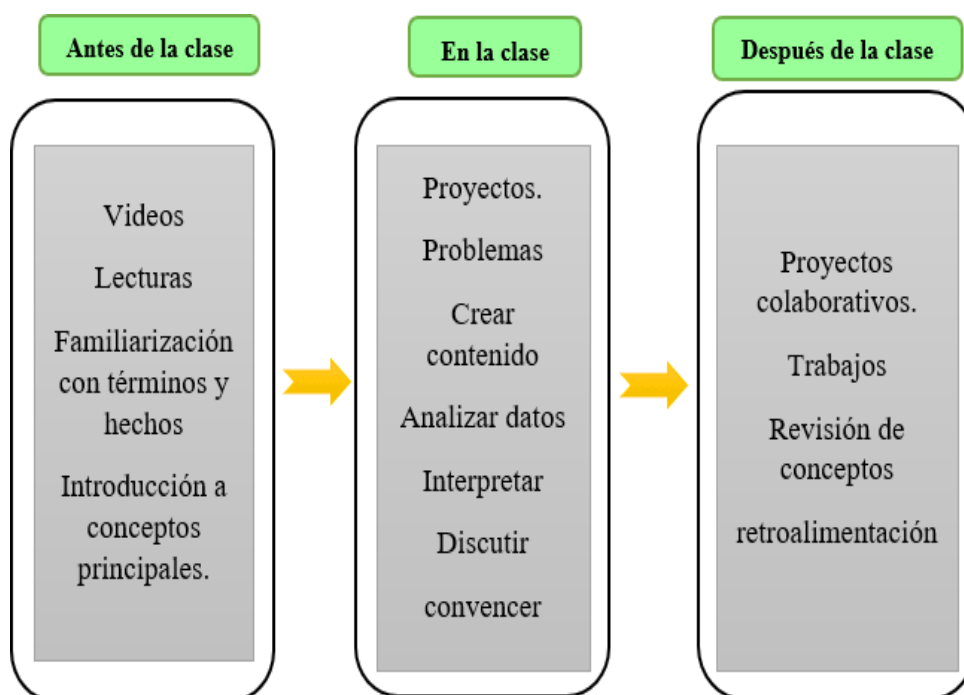 Antes de la clase
Videos
Lecturas
Familiarización
con términos y
hechos
Introducción a
conceptos
principales.
En la clase
Proyectos.
Problemas
Crear
contenido
Analizar datos
Interpretar
Discutir
convencer
Después de la clase
Proyectos
colaborativos.
Trabajos
Revisión de
conceptos
retroalimentación